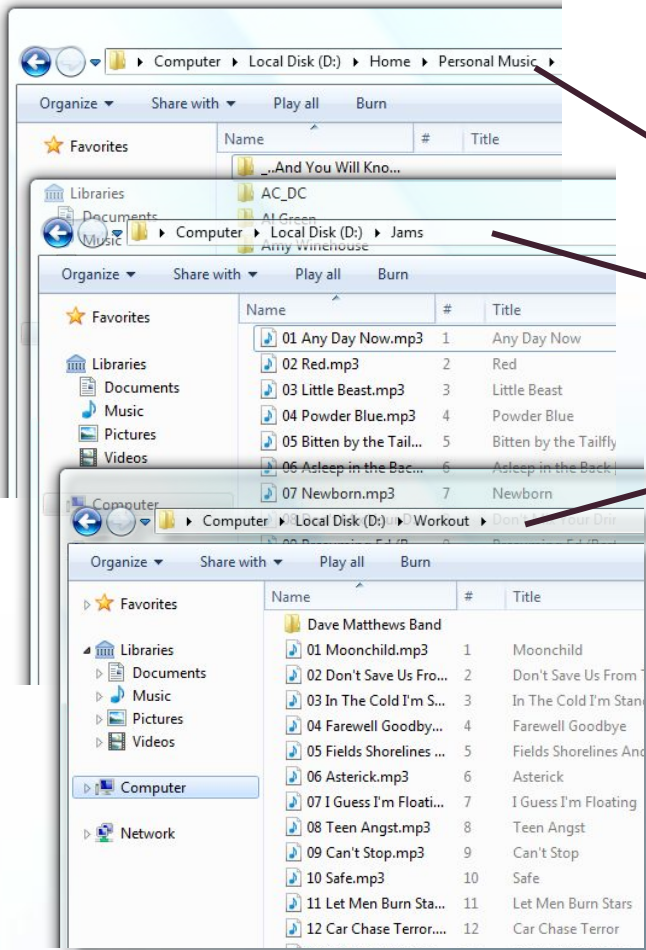 Computer ▸ Local Disk (D:) ▸ Home ▸ Personal Music ▸
Organize ▾ Share with ▾ Play all Burn
Favorites
Name # Title
_..And You Will Kno...
Libraries
AC_DC
Documents
Al Green
Music
Amy Winehouse
Computer ▸ Local Disk (D:) ▸ Jams
Organize ▾ Share with ▾ Play all Burn
Favorites
Name # Title
01 Any Day Now.mp3 1 Any Day Now
Libraries
02 Red.mp3 2 Red
Documents
03 Little Beast.mp3 3 Little Beast
Music
04 Powder Blue.mp3 4 Powder Blue
Pictures
05 Bitten by the Tail... 5 Bitten by the Tailfly
Videos
06 Asleep in the Bac... 6 Asleep in the Back
Computer
07 Newborn.mp3 7 Newborn
Computer ▸ Local Disk (D:) ▸ Workout ▸
Organize ▾ Share with ▾ Play all Burn
Favorites
Name # Title
Dave Matthews Band
Libraries
01 Moonchild.mp3 1 Moonchild
Documents
02 Don't Save Us Fro... 2 Don't Save Us From
Music
03 In The Cold I'm S... 3 In The Cold I'm Stan
Pictures
04 Farewell Goodby... 4 Farewell Goodbye
Videos
05 Fields Shorelines ... 5 Fields Shorelines And
Computer
06 Asterick.mp3 6 Asterick
07 I Guess I'm Floati... 7 I Guess I'm Floating
Network
08 Teen Angst.mp3 8 Teen Angst
09 Can't Stop.mp3 9 Can't Stop
10 Safe.mp3 10 Safe
11 Let Men Burn Sta... 11 Let Men Burn Stars
12 Car Chase Terror.... 12 Car Chase Terror